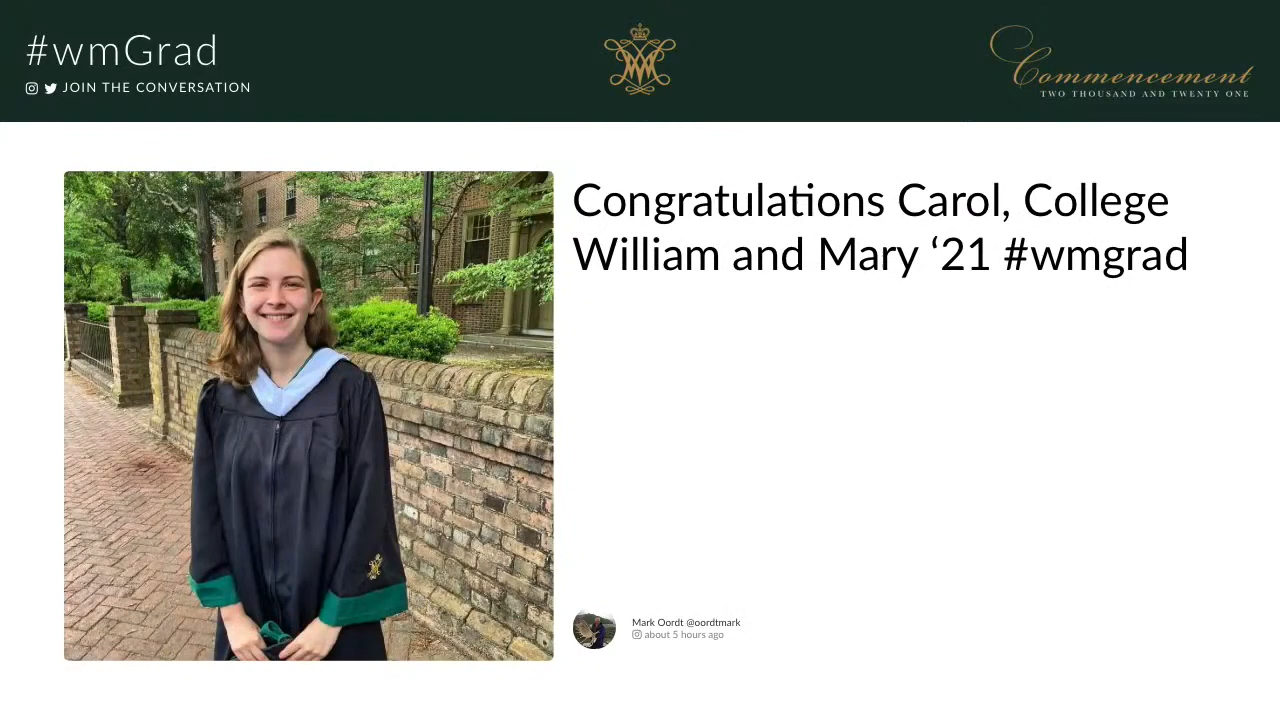 #wmGrad
JOIN THE CONVERSATION
Commencement
TWO THOUSAND AND TWENTY ONE
Congratulations Carol, College
William and Mary ‘21 #wmgrad
Mark Oordt @oordtmark
about 5 hours ago